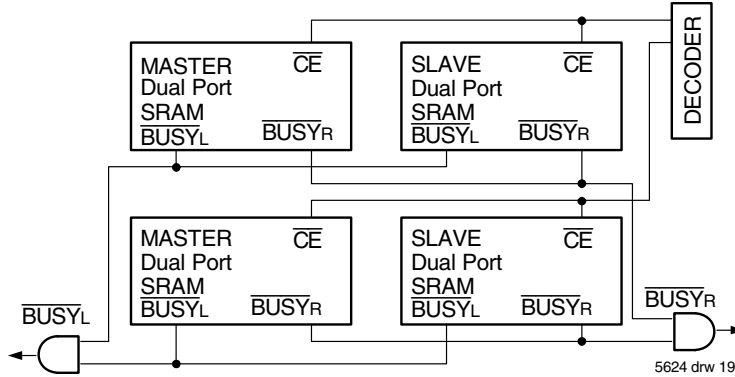 MASTER
Dual Port
SRAM
BUSYL
CE
BUSYR
SLAVE
Dual Port
SRAM
BUSYL
CE
BUSYR
DECODER
MASTER
Dual Port
SRAM
BUSYL
CE
BUSYR
SLAVE
Dual Port
SRAM
BUSYL
CE
BUSYR
BUSYL
BUSYR
5624 drw 19